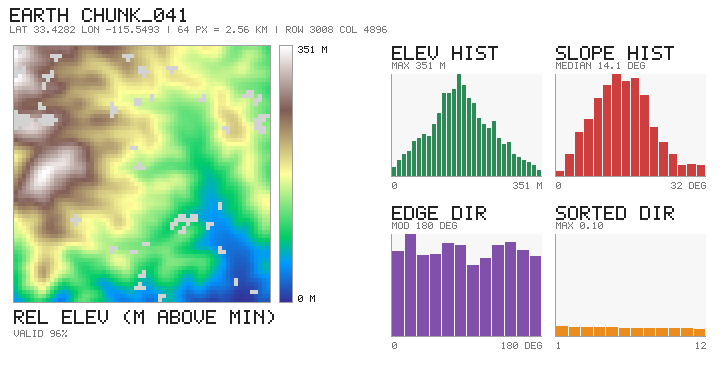 EARTH CHUNK_041
LAT 33.4282 LON -115.5493 | 64 PX = 2.56 KM | ROW 3008 COL 4896
351 M
0 M
REL ELEV (M ABOVE MIN)
VALID 96%
ELEV HIST
MAX 351 M
0 351 M
SLOPE HIST
MEDIAN 14.1 DEG
0 32 DEG
EDGE DIR
MOD 180 DEG
0 180 DEG
SORTED DIR
MAX 0.10
1 12